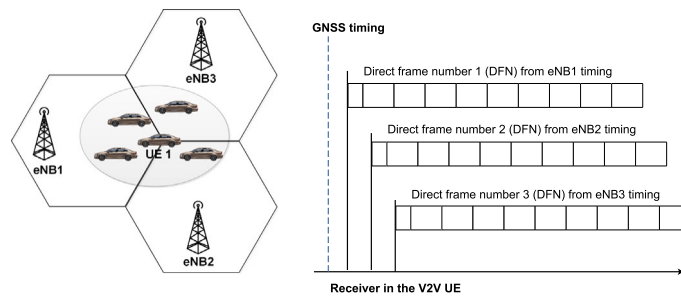 eNB3
eNB1
UE 1
eNB2
GNSS timing
Direct frame number 1 (DFN) from eNB1 timing
Direct frame number 2 (DFN) from eNB2 timing
Direct frame number 3 (DFN) from eNB3 timing
Receiver in the V2V UE